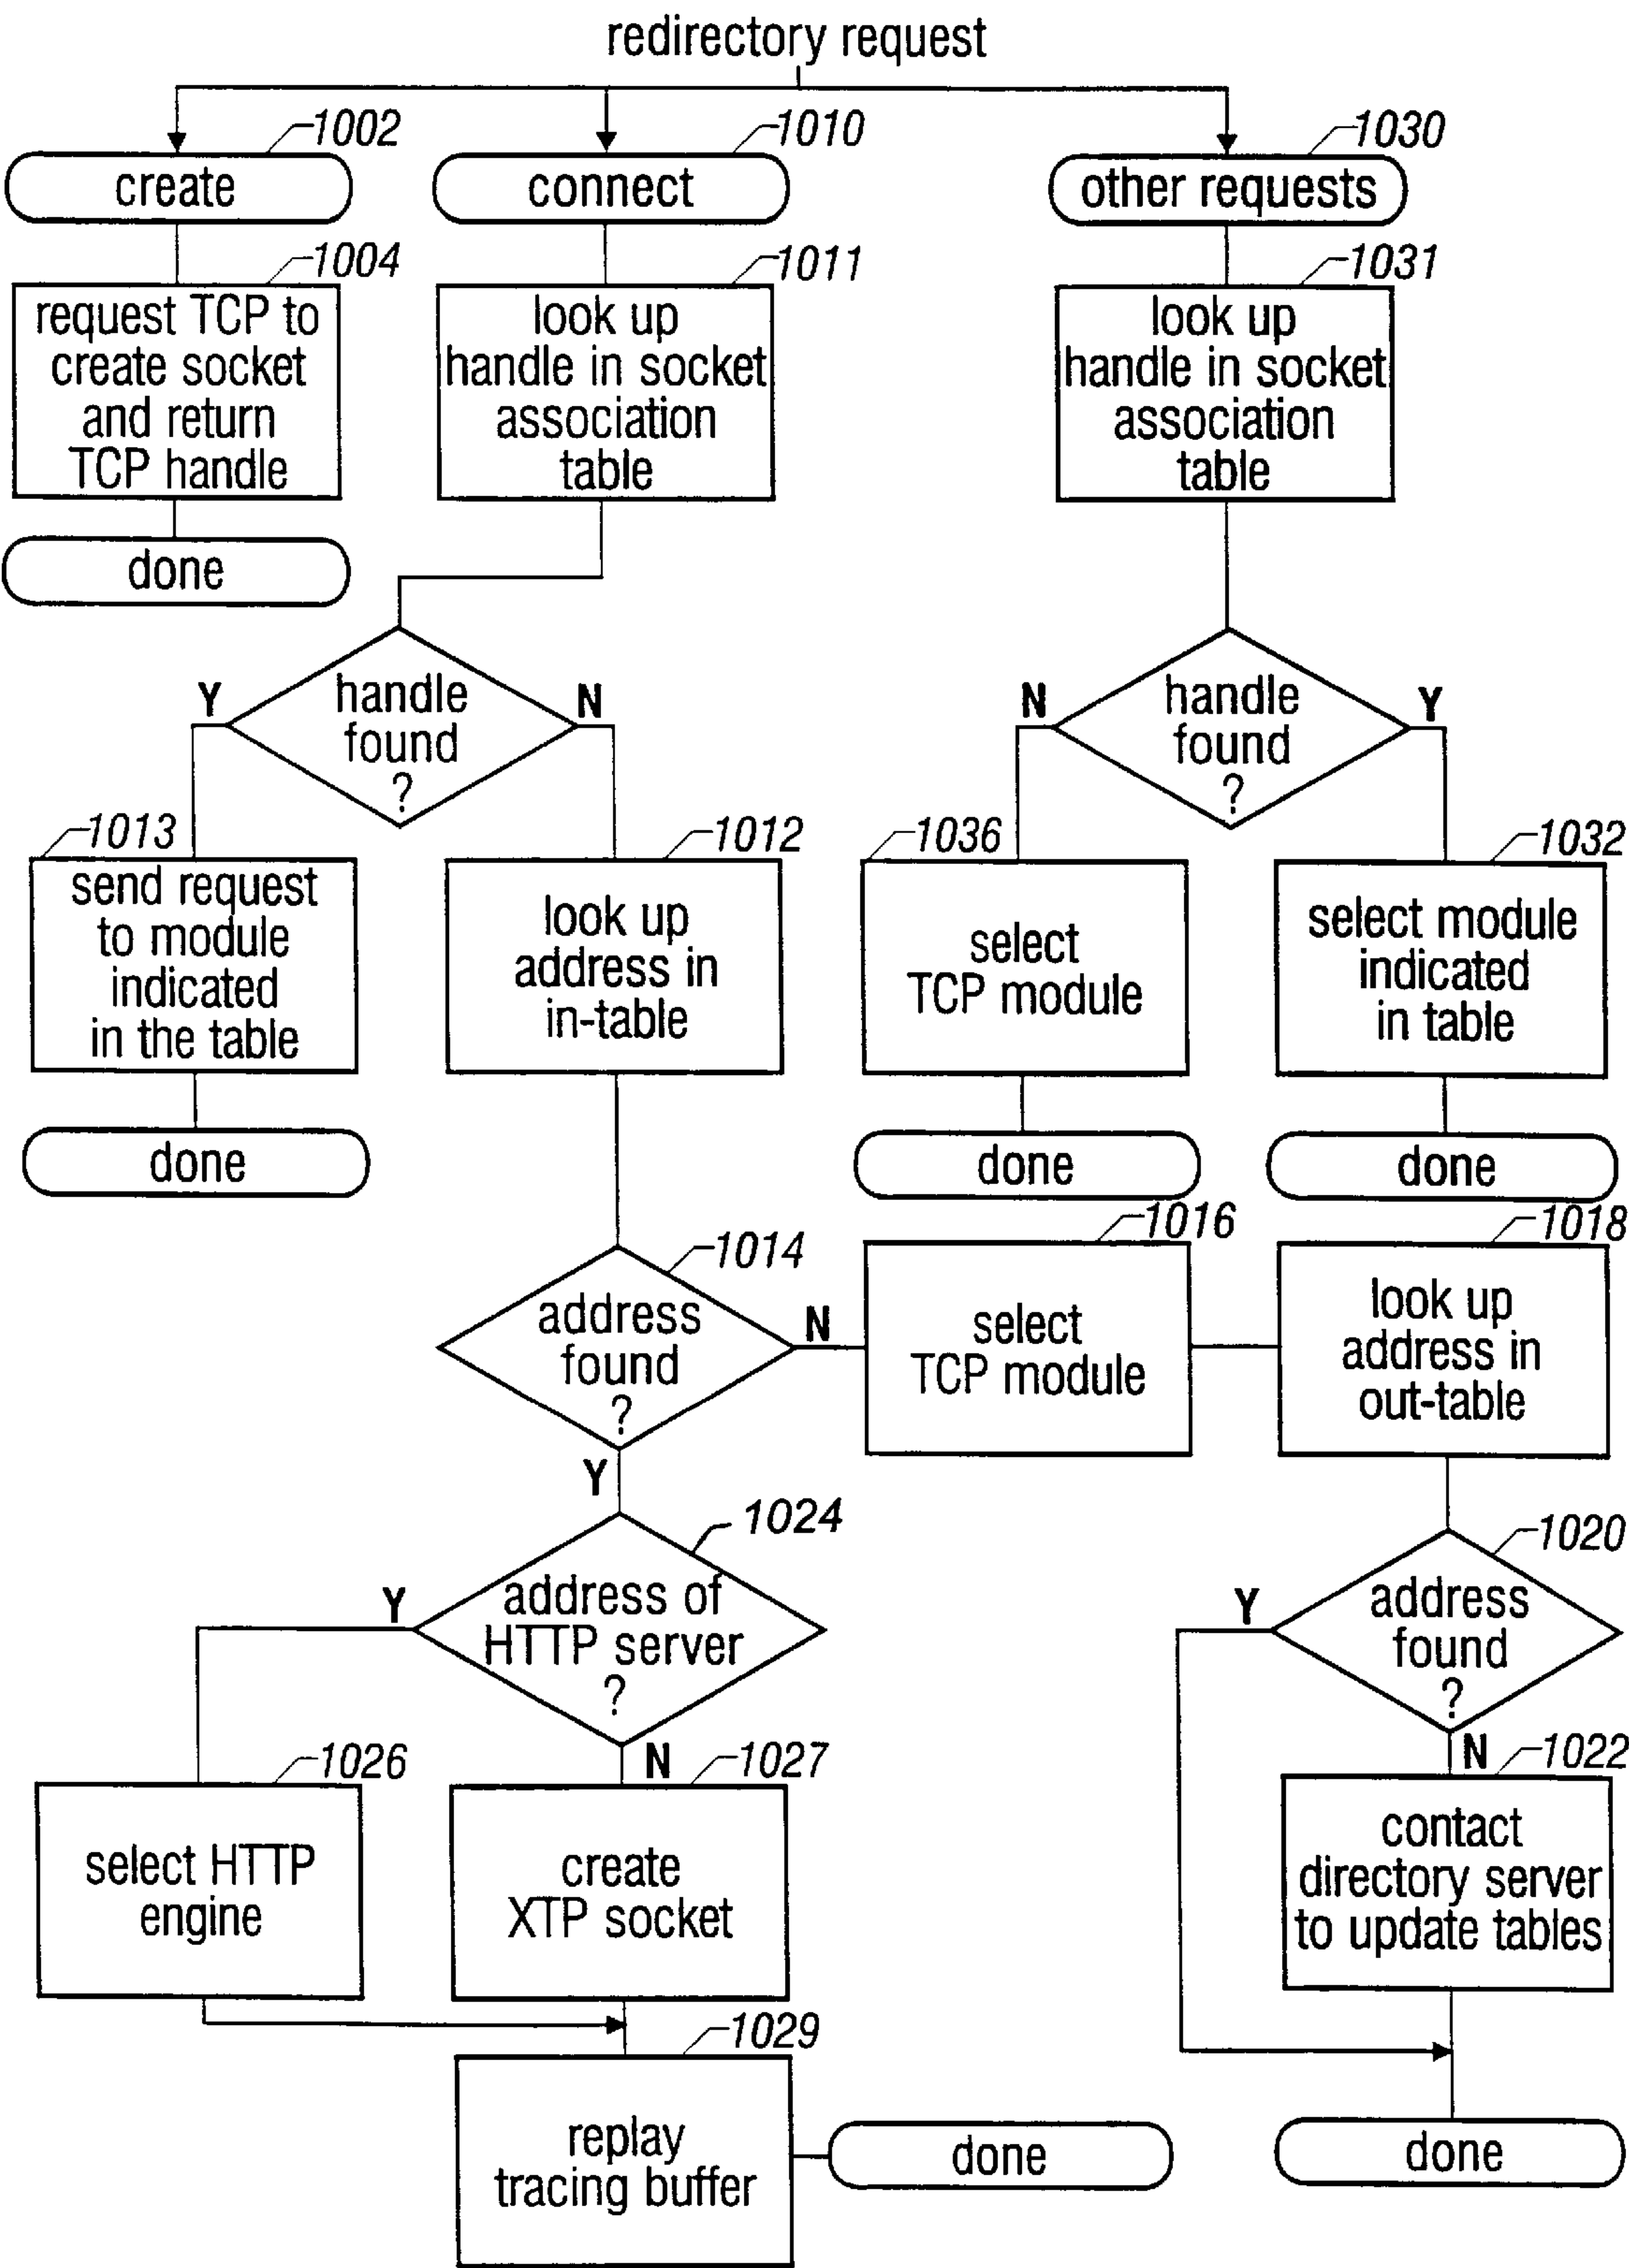 redirectory request
1002
create
1004
request TCP to
create socket
and return
TCP handle
done
1010
connect
1011
look up
handle in socket
association
table
handle
found
?
Y
N
1013
send request
to module
indicated
in the table
done
1012
look up
address in
in-table
1014
address
found
?
N
Y
1016
select
TCP module
1018
look up
address in
out-table
1020
address
found
?
Y
N
1022
contact
directory server
to update tables
done
1024
address of
HTTP server
?
Y
N
1026
select HTTP
engine
1027
create
XTP socket
1029
replay
tracing buffer
done
1030
other requests
1031
look up
handle in socket
association
table
handle
found
?
N
Y
1036
select
TCP module
done
1032
select module
indicated
in table
done